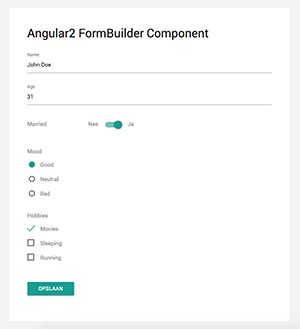 Angular2 FormBuilder Component
Name
John Doe
Age
31
Married Nee Ja
Mood
Good
Neutral
Bad
Hobbies
Movies
Sleeping
Running
OPSLAAN